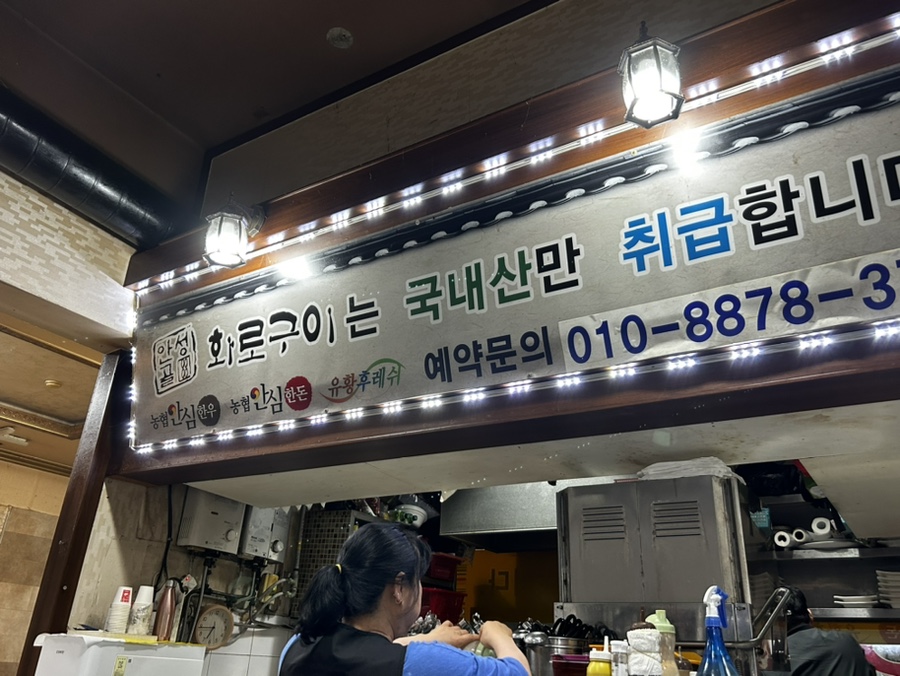 안성골 화로구이는 국내산만 취급합니다
농협안심한우 농협안심한돈 유황후레쉬 예약문의 010-8878-3